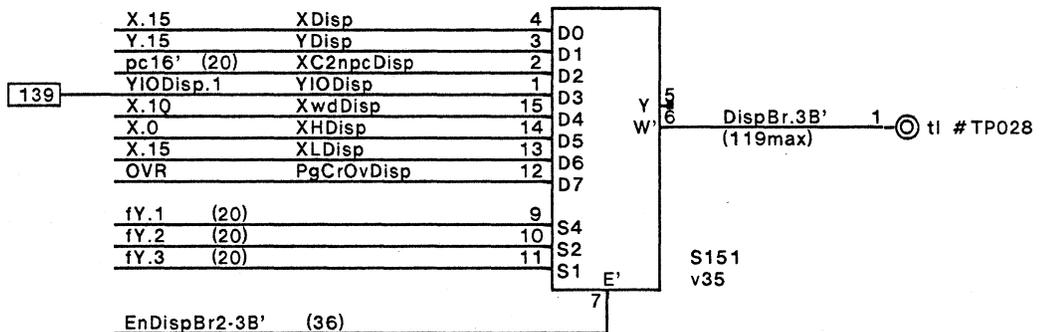 X.15 XDisp 4 D0
Y.15 YDisp 3 D1
pc16' (20) XC2npcDisp 2 D2
139 YIODisp.1 YIODisp 1 D3 Y 5
X.10 XwdDisp 15 D4 W' 6 DispBr.3B' 1 tl #TP028
X.0 XHDisp 14 D5 (119max)
X.15 XLDisp 13 D6
OVR PgCrOvDisp 12 D7
fY.1 (20) 9 S4
fY.2 (20) 10 S2
fY.3 (20) 11 S1 S151
E' v35
7
EnDispBr2-3B' (36)